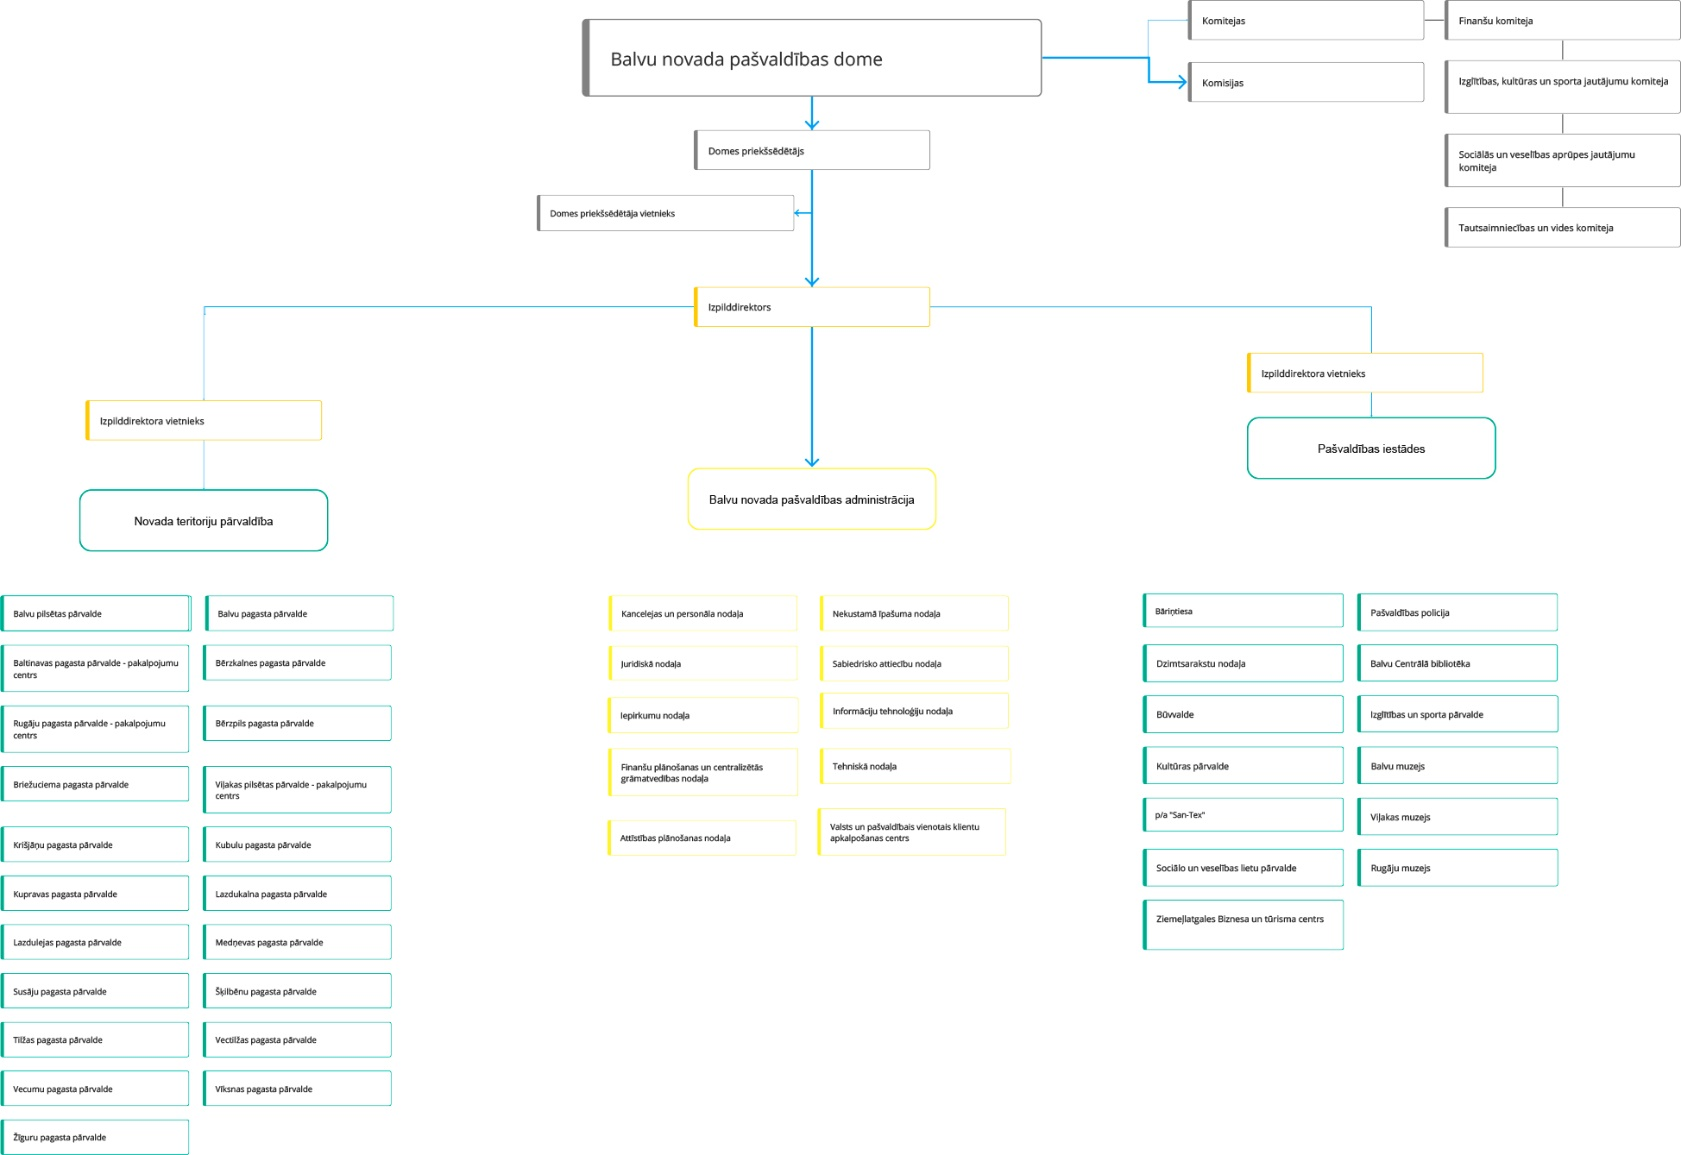 Balvu novada pašvaldības dome
Komitejas
Komisijas
Finanšu komiteja
Izglītības, kultūras un sporta jautājumu komiteja
Sociālās un veselības aprūpes jautājumu
komiteja
Tautsaimniecības un vides komiteja
Domes priekšsēdētājs
Domes priekšsēdētāja vietnieks
Izpilddirektors
Izpilddirektora vietnieks
Izpilddirektora vietnieks
Pašvaldības iestādes
Novada teritoriju pārvaldība
Balvu novada pašvaldības administrācija
Balvu pilsētas pārvalde
Balvu pagasta pārvalde
Baltinavas pagasta pārvalde - pakalpojumu
centrs
Bērzkalnes pagasta pārvalde
Rugāju pagasta pārvalde - pakalpojumu
centrs
Bērzpils pagasta pārvalde
Briežuciema pagasta pārvalde
Viļakas pilsētas pārvalde - pakalpojumu
centrs
Krišjāņu pagasta pārvalde
Kubulu pagasta pārvalde
Kupravas pagasta pārvalde
Lazdukalna pagasta pārvalde
Lazdulejas pagasta pārvalde
Medņevas pagasta pārvalde
Susāju pagasta pārvalde
Šķilbēnu pagasta pārvalde
Tilžas pagasta pārvalde
Vectilžas pagasta pārvalde
Vecumu pagasta pārvalde
Vīksnas pagasta pārvalde
Žīguru pagasta pārvalde
Kancelejas un personāla nodaļa
Nekustamā īpašuma nodaļa
Juridiskā nodaļa
Sabiedrisko attiecību nodaļa
Iepirkumu nodaļa
Informāciju tehnoloģiju nodaļa
Finanšu plānošanas un centralizētās
grāmatvedības nodaļa
Tehniskā nodaļa
Attīstības plānošanas nodaļa
Valsts un pašvaldībais vienotais klientu
apkalpošanas centrs
Bāriņtiesa
Pašvaldības policija
Dzimtsarakstu nodaļa
Balvu Centrālā bibliotēka
Būvvalde
Izglītības un sporta pārvalde
Kultūras pārvalde
Balvu muzejs
p/a "San-Tex"
Viļakas muzejs
Sociālo un veselības lietu pārvalde
Rugāju muzejs
Ziemeļlatgales Biznesa un tūrisma centrs